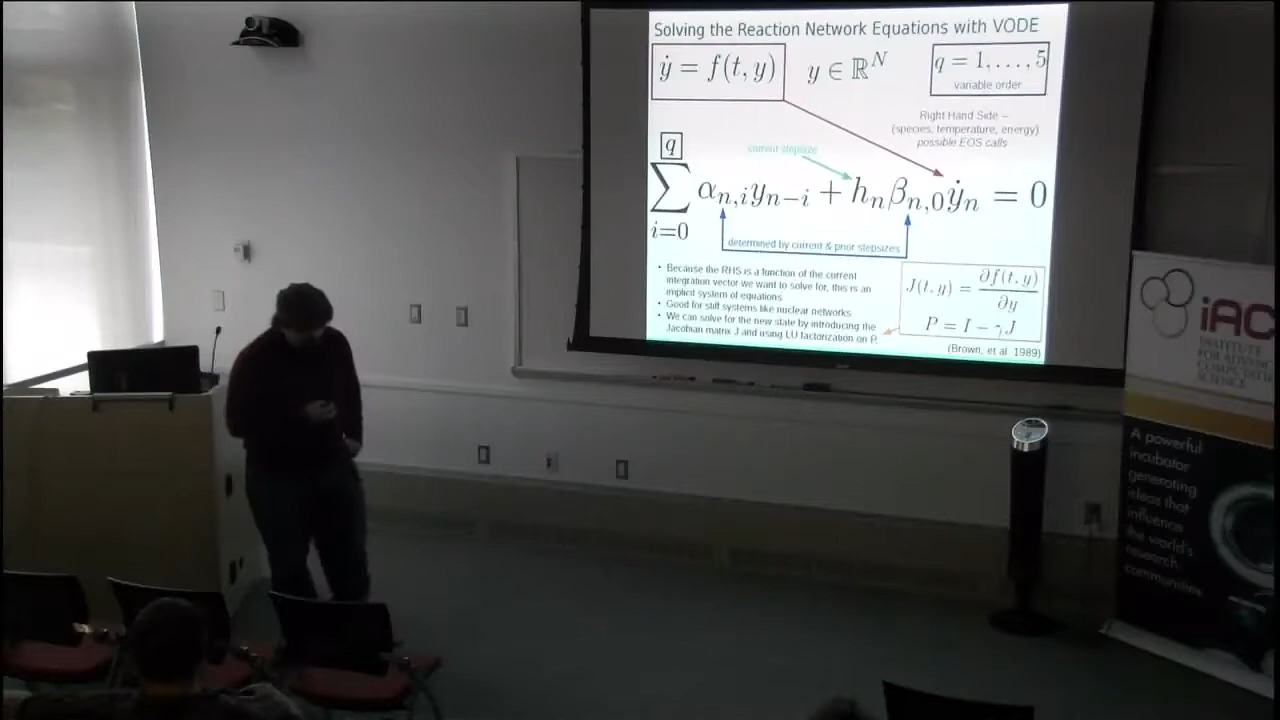 Solving the Reaction Network Equations with VODE
ẏ = f(t, y)
y ∈ ℝᴺ
q = 1, . . . , 5
variable order
Right Hand Side –
(species, temperature, energy)
possible EOS calls
current stepsize
∑_{i=0}^{q} α_{n,i} y_{n−i} + h_n β_{n,0} ẏ_n = 0
determined by current & prior stepsizes
• Because the RHS is a function of the current
integration vector we want to solve for, this is an
implicit system of equations
• Good for stiff systems like nuclear networks
• We can solve for the new state by introducing the
Jacobian matrix J and using LU factorization on P.
J(t, y) = ∂f(t, y) / ∂y
P = I − γJ
(Brown, et al. 1989)
iAC
INSTITUTE
FOR ADVANC
COMPUTATI
SCIENCE
A powerful
incubator
generating
ideas that
influence
the world's
research
communities